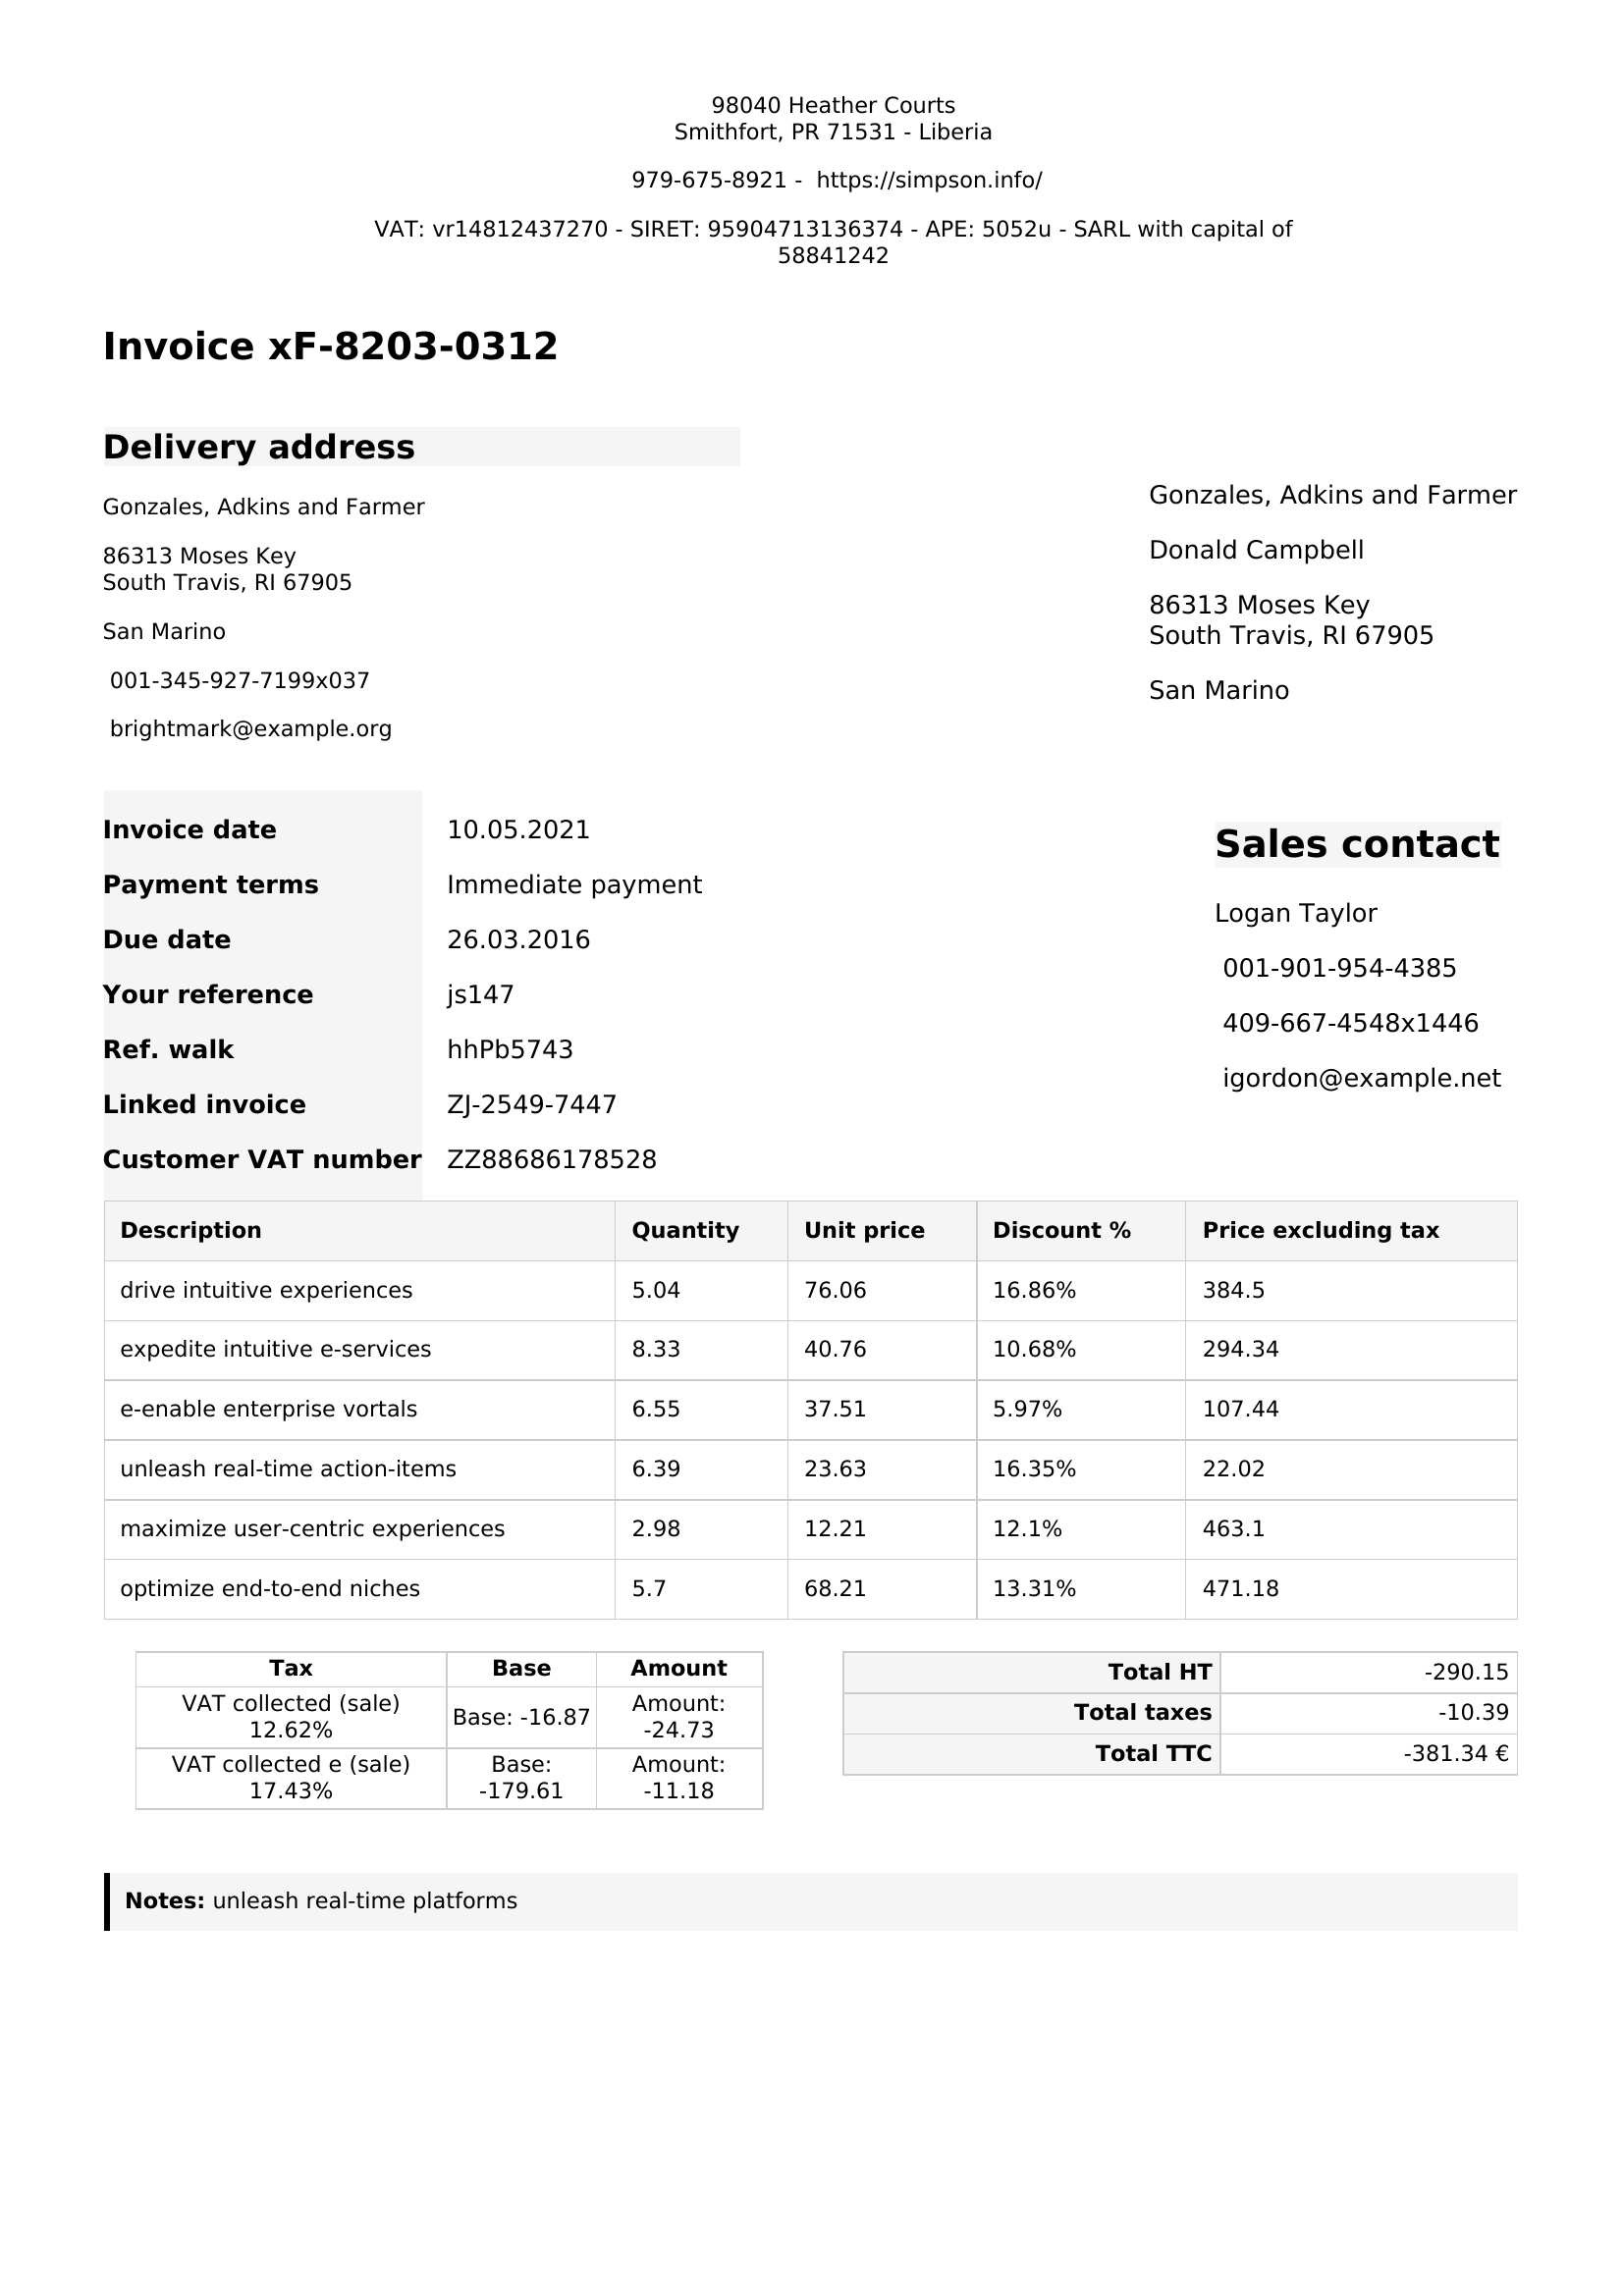 98040 Heather Courts
Smithfort, PR 71531 - Liberia
979-675-8921 - https://simpson.info/
VAT: vr14812437270 - SIRET: 95904713136374 - APE: 5052u - SARL with capital of
58841242
Invoice xF-8203-0312
Delivery address
Gonzales, Adkins and Farmer
86313 Moses Key
South Travis, RI 67905
San Marino
001-345-927-7199x037
brightmark@example.org
Gonzales, Adkins and Farmer
Donald Campbell
86313 Moses Key
South Travis, RI 67905
San Marino
Invoice date 10.05.2021
Payment terms Immediate payment
Due date 26.03.2016
Your reference js147
Ref. walk hhPb5743
Linked invoice ZJ-2549-7447
Customer VAT number ZZ88686178528
Sales contact
Logan Taylor
001-901-954-4385
409-667-4548x1446
igordon@example.net
Description Quantity Unit price Discount % Price excluding tax
drive intuitive experiences 5.04 76.06 16.86% 384.5
expedite intuitive e-services 8.33 40.76 10.68% 294.34
e-enable enterprise vortals 6.55 37.51 5.97% 107.44
unleash real-time action-items 6.39 23.63 16.35% 22.02
maximize user-centric experiences 2.98 12.21 12.1% 463.1
optimize end-to-end niches 5.7 68.21 13.31% 471.18
Tax Base Amount
VAT collected (sale)
12.62%
Base: -16.87
Amount:
-24.73
VAT collected e (sale)
17.43%
Base:
-179.61
Amount:
-11.18
Total HT -290.15
Total taxes -10.39
Total TTC -381.34 €
Notes: unleash real-time platforms